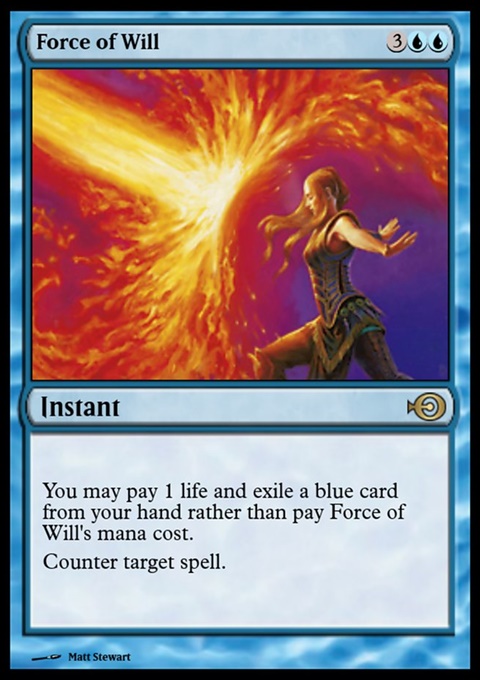 Force of Will 3
Instant
You may pay 1 life and exile a blue card
from your hand rather than pay Force of
Will's mana cost.
Counter target spell.
Matt Stewart